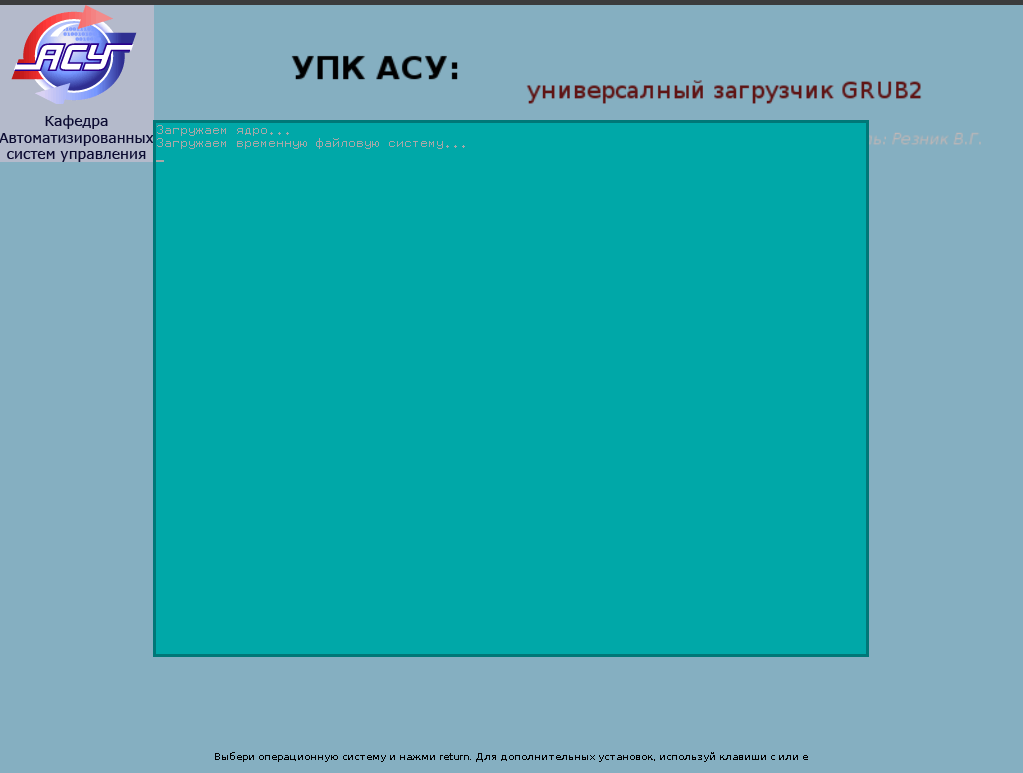 АСУ
Кафедра
Автоматизированных
систем управления
УПК АСУ:
универсалный загрузчик GRUB2
Резник В.Г.
Загружаем ядро...
Загружаем временную файловую систему...
Выбери операционную систему и нажми return. Для дополнительных установок, используй клавиши c или e